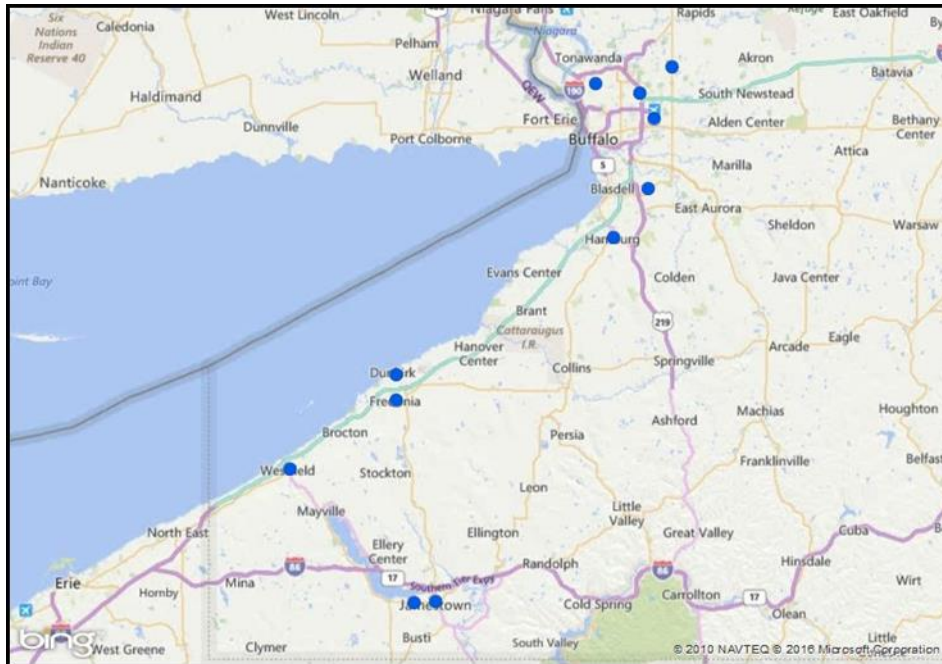 Niagara Falls
West Lincoln
Caledonia
Six
Nations
Indian
Reserve 40
Pelham
Niagara
Rapids
East Oakfield
Tonawanda
Akron
Welland
Batavia
Haldimand
QEW
190
South Newstead
Fort Erie
Alden Center
Bethany
Center
Dunnville
Port Colborne
Buffalo
Attica
5
Marilla
Nanticoke
Blasdell
East Aurora
Sheldon
Warsaw
Hamburg
Evans Center
Colden
Java Center
Brant
219
Cattaraugus
I.R.
Hanover
Center
Eagle
Arcade
Springville
Collins
Dunkirk
Fredonia
Machias
Houghton
Ashford
Brocton
Persia
Westfield
Stockton
Franklinville
Leon
Little
Valley
Mayville
North East
Ellington
Great Valley
Cuba
Ellery
Center
Hinsdale
Randolph
86
86
17
Southern Tier Expy
Erie
Mina
Hornby
Wirt
Carrollton
17
Cold Spring
Jamestown
Olean
Busti
Little
South Valley
bing
West Greene
Clymer
© 2010 NAVTEQ © 2016 Microsoft Corporation